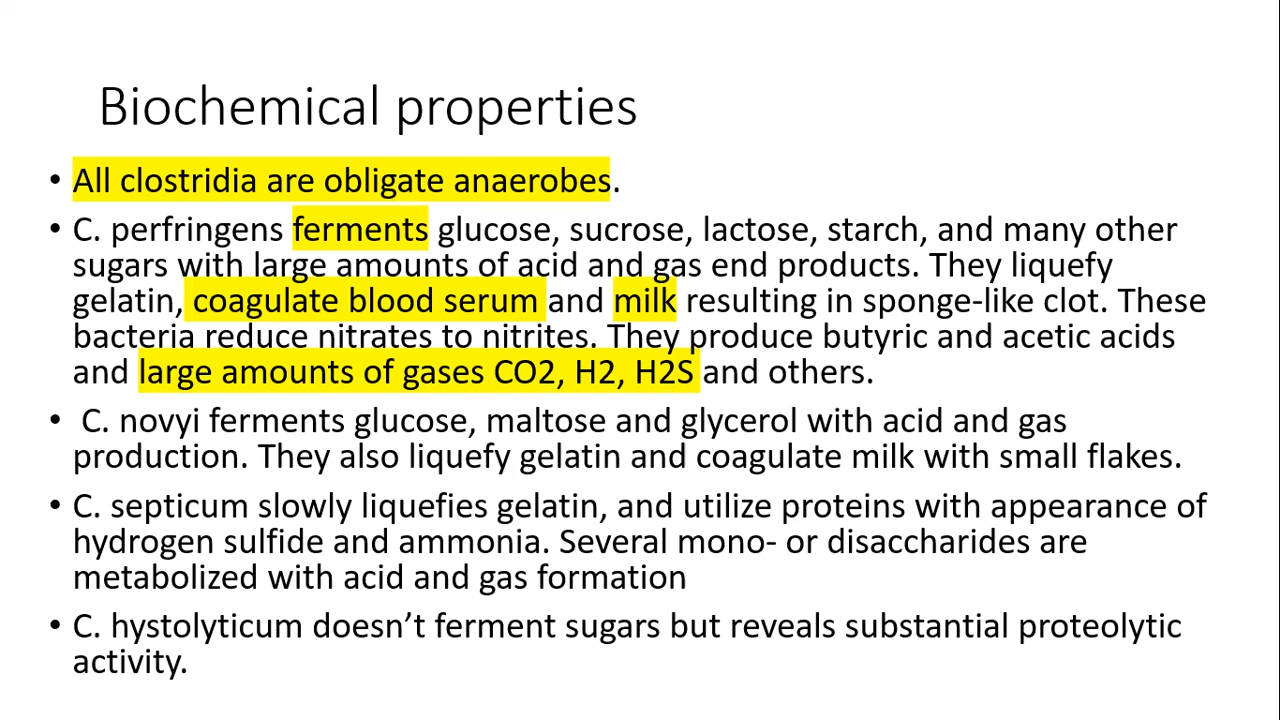 Biochemical properties
• All clostridia are obligate anaerobes.
• C. perfringens ferments glucose, sucrose, lactose, starch, and many other
sugars with large amounts of acid and gas end products. They liquefy
gelatin, coagulate blood serum and milk resulting in sponge-like clot. These
bacteria reduce nitrates to nitrites. They produce butyric and acetic acids
and large amounts of gases CO2, H2, H2S and others.
• C. novyi ferments glucose, maltose and glycerol with acid and gas
production. They also liquefy gelatin and coagulate milk with small flakes.
• C. septicum slowly liquefies gelatin, and utilize proteins with appearance of
hydrogen sulfide and ammonia. Several mono- or disaccharides are
metabolized with acid and gas formation
• C. hystolyticum doesn’t ferment sugars but reveals substantial proteolytic
activity.